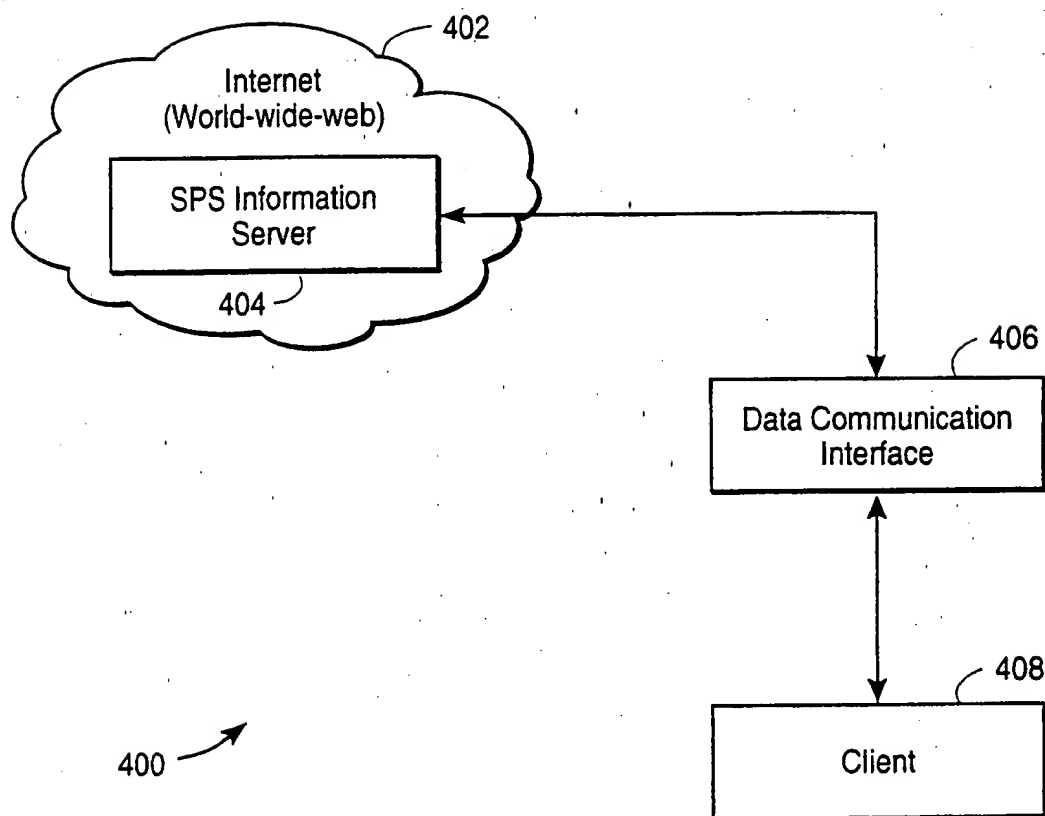 402
Internet
(World-wide-web)
SPS Information
Server
404
406
Data Communication
Interface
408
Client
400